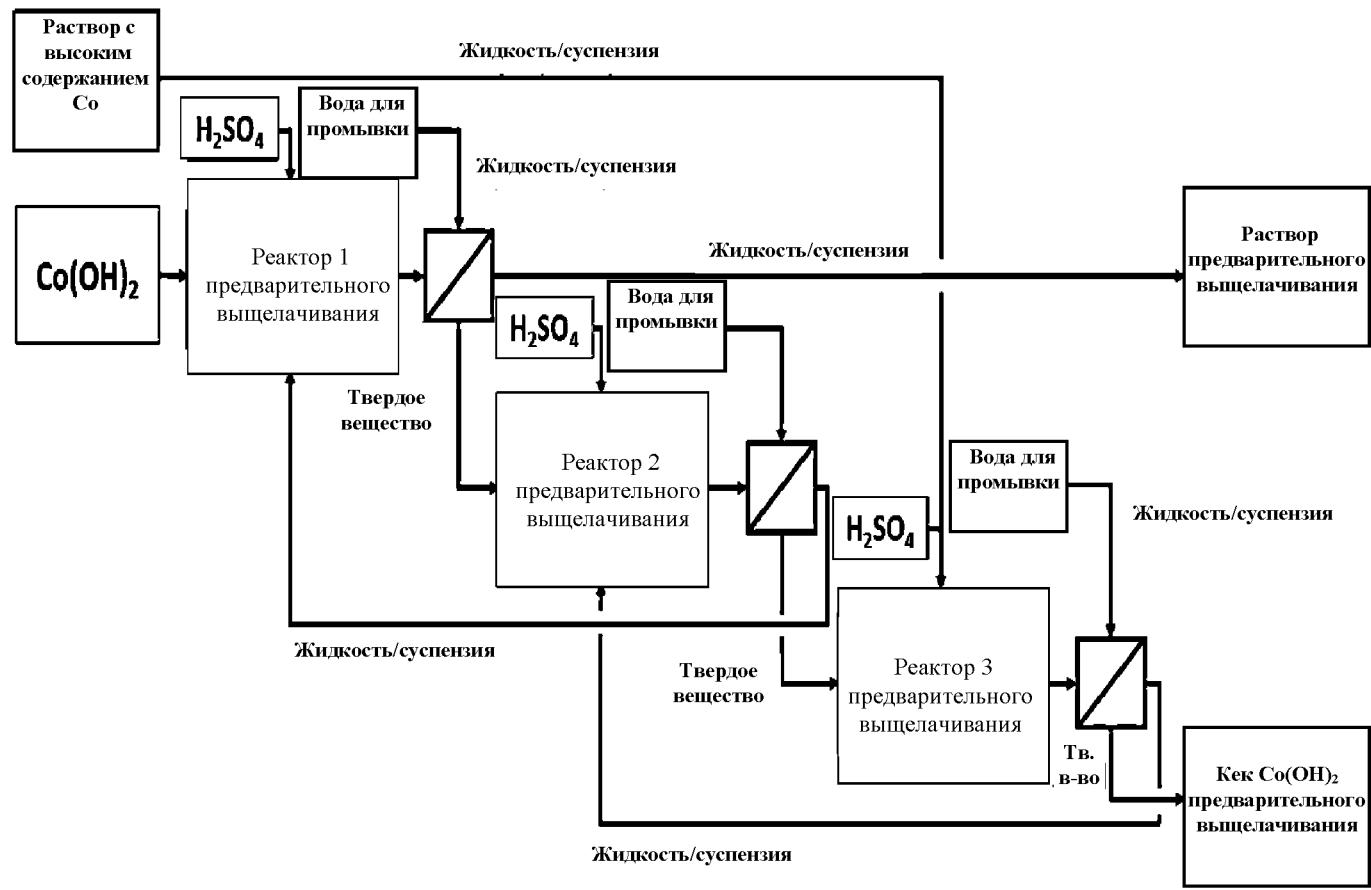 Раствор с
высоким
содержанием
Co
Жидкость/суспензия
H₂SO₄
Вода для
промывки
Жидкость/суспензия
Co(OH)₂
Реактор 1
предварительного
выщелачивания
Жидкость/суспензия
Раствор
предварительного
выщелачивания
H₂SO₄
Вода для
промывки
Твердое
вещество
Реактор 2
предварительного
выщелачивания
H₂SO₄
Вода для
промывки
Жидкость/суспензия
Жидкость/суспензия
Твердое
вещество
Реактор 3
предварительного
выщелачивания
Тв.
в-во
Кек Co(OH)₂
предварительного
выщелачивания
Жидкость/суспензия